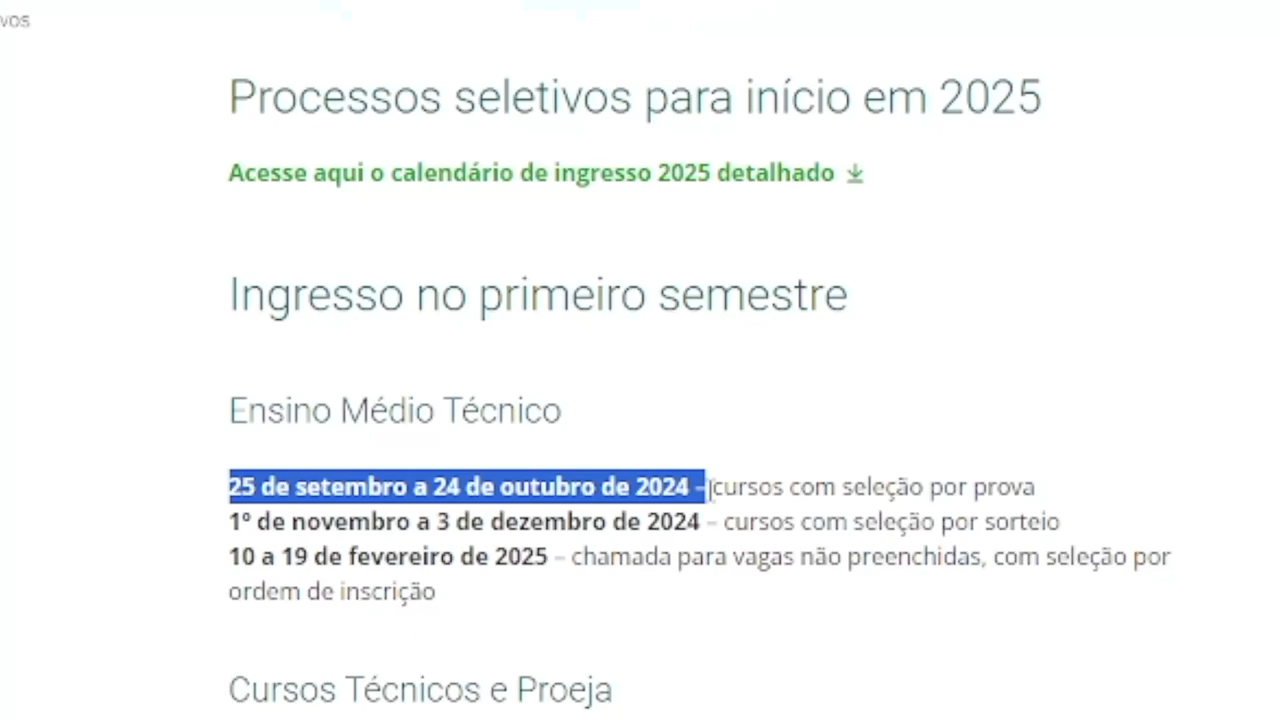 vos
Processos seletivos para início em 2025
Acesse aqui o calendário de ingresso 2025 detalhado
Ingresso no primeiro semestre
Ensino Médio Técnico
25 de setembro a 24 de outubro de 2024 – cursos com seleção por prova
1º de novembro a 3 de dezembro de 2024 – cursos com seleção por sorteio
10 a 19 de fevereiro de 2025 – chamada para vagas não preenchidas, com seleção por
ordem de inscrição
Cursos Técnicos e Proeja